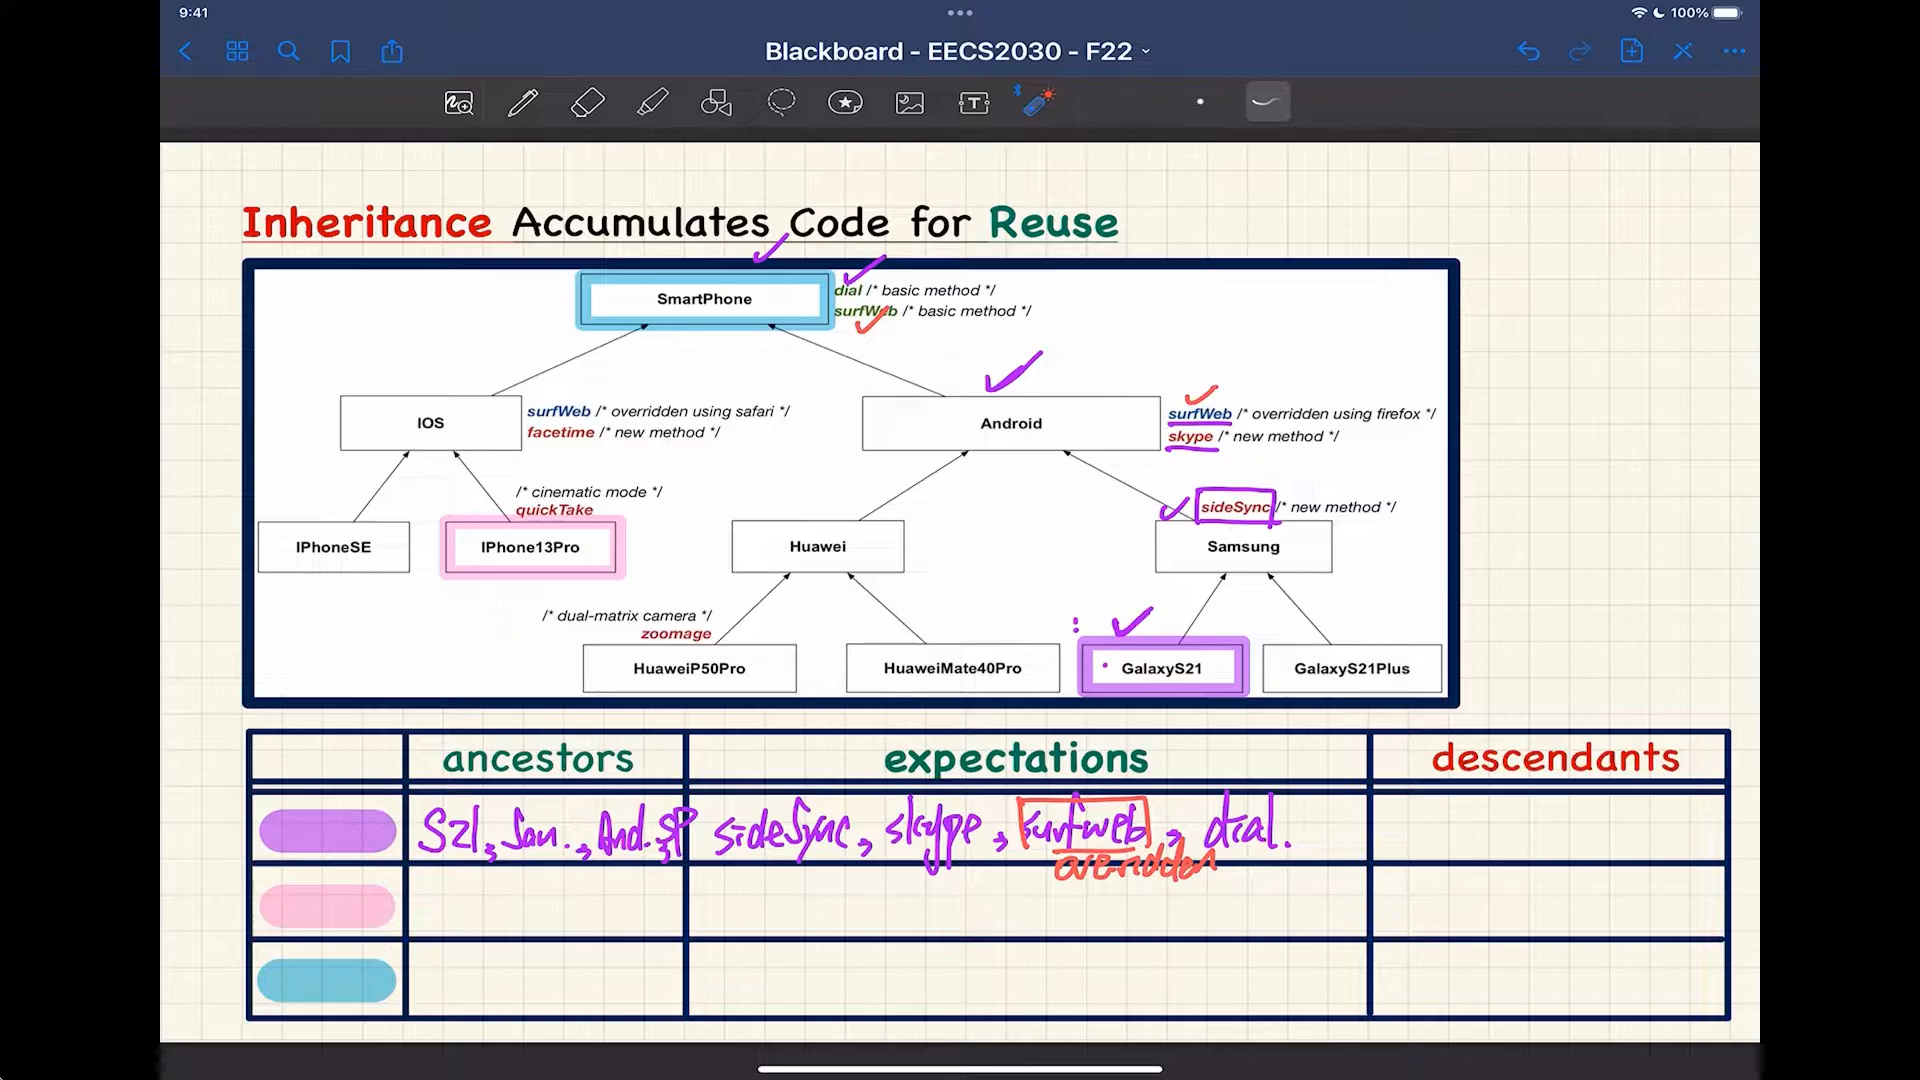 9:41
100%
Blackboard - EECS2030 - F22
Inheritance Accumulates Code for Reuse
SmartPhone
dial /* basic method */
surfWeb /* basic method */
IOS
surfWeb /* overridden using safari */
facetime /* new method */
Android
surfWeb /* overridden using firefox */
skype /* new method */
/* cinematic mode */
quickTake
sideSync /* new method */
IPhoneSE
IPhone13Pro
Huawei
Samsung
/* dual-matrix camera */
zoomage
HuaweiP50Pro
HuaweiMate40Pro
GalaxyS21
GalaxyS21Plus
ancestors expectations descendants
S21, Sam., And. SP sideSync, skype, surfweb, dial.
overridden